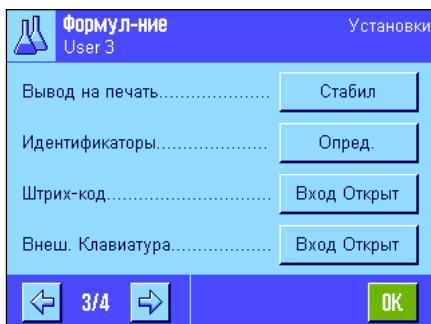 Формул-ние Установки
User 3
Вывод на печать..................... Стабил
Идентификаторы..................... Опред.
Штрих-код.............................. Вход Открыт
Внеш. Клавиатура.................. Вход Открыт
3/4 OK